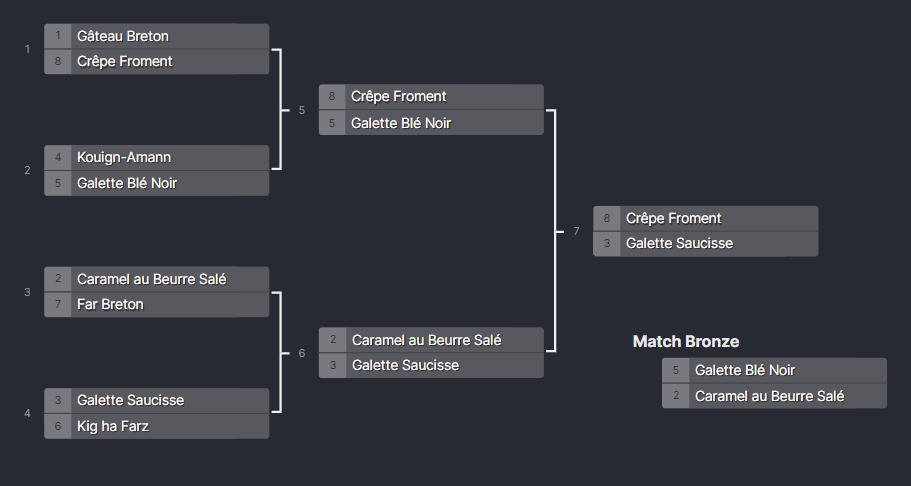 1 Gâteau Breton
1
8 Crêpe Froment
4 Kouign-Amann
2
5 Galette Blé Noir
2 Caramel au Beurre Salé
3
7 Far Breton
3 Galette Saucisse
4
6 Kig ha Farz
8 Crêpe Froment
5
5 Galette Blé Noir
2 Caramel au Beurre Salé
6
3 Galette Saucisse
7
8 Crêpe Froment
3 Galette Saucisse
Match Bronze
5 Galette Blé Noir
2 Caramel au Beurre Salé